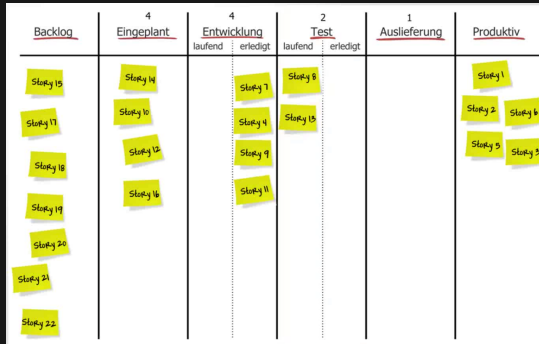 4
4
2
1
Backlog
Eingeplant
Entwicklung
Test
Auslieferung
Produktiv
laufend
erledigt
laufend
erledigt
Story 15
Story 17
Story 18
Story 19
Story 20
Story 21
Story 22
Story 14
Story 10
Story 12
Story 16
Story 7
Story 4
Story 9
Story 11
Story 8
Story 13
Story 1
Story 2
Story 6
Story 5
Story 3